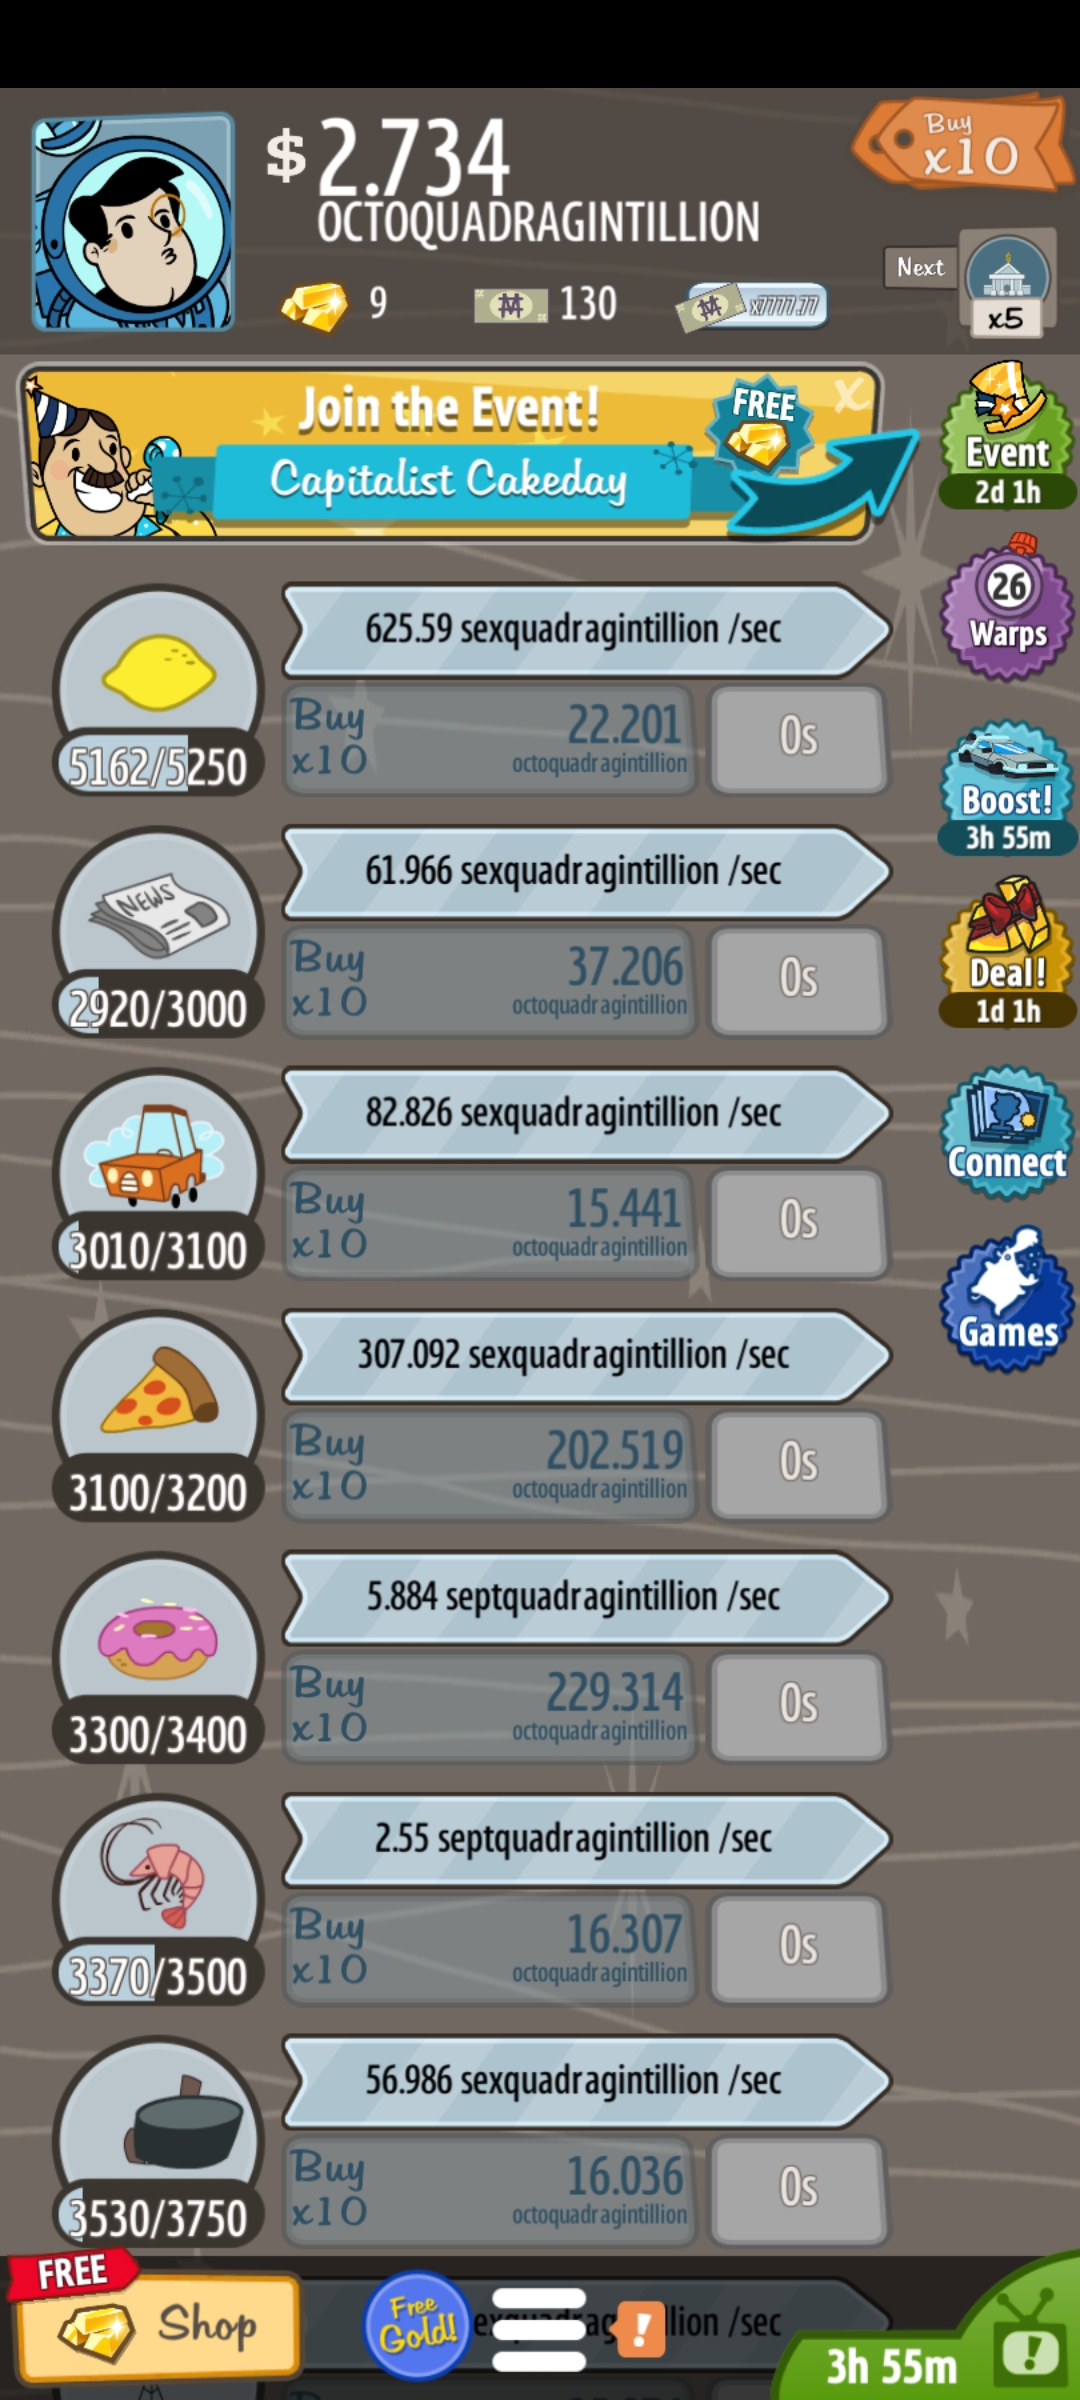 $2.734
OCTOQUADRAGINTILLION
Buy
x10
9
130
x7777.77
Next
x5
Join the Event!
FREE
x
Capitalist Cakeday
Event
2d 1h
625.59 sexquadragintillion /sec
26
Warps
Buy
x10
22.201
octoquadragintillion
0s
5162/5250
Boost!
3h 55m
61.966 sexquadragintillion /sec
NEWS
Buy
x10
37.206
octoquadragintillion
0s
2920/3000
Deal!
1d 1h
82.826 sexquadragintillion /sec
Connect
Buy
x10
15.441
octoquadragintillion
0s
3010/3100
Games
307.092 sexquadragintillion /sec
Buy
x10
202.519
octoquadragintillion
0s
3100/3200
5.884 septquadragintillion /sec
Buy
x10
229.314
octoquadragintillion
0s
3300/3400
2.55 septquadragintillion /sec
Buy
x10
16.307
octoquadragintillion
0s
3370/3500
56.986 sexquadragintillion /sec
Buy
x10
16.036
octoquadragintillion
0s
3530/3750
FREE
Shop
Free
Gold!
!
/sec
3h 55m
!